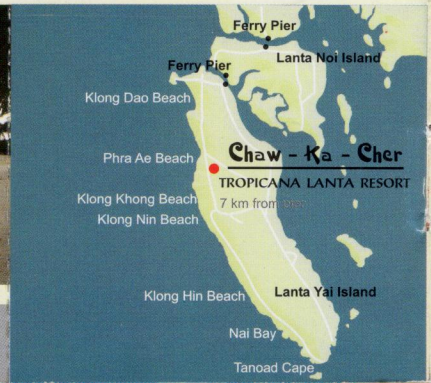 Ferry Pier
Lanta Noi Island
Ferry Pier
Klong Dao Beach
Phra Ae Beach
Chaw - Ka - Cher
TROPICANA LANTA RESORT
7 km from pier
Klong Khong Beach
Klong Nin Beach
Klong Hin Beach
Lanta Yai Island
Nai Bay
Tanoad Cape